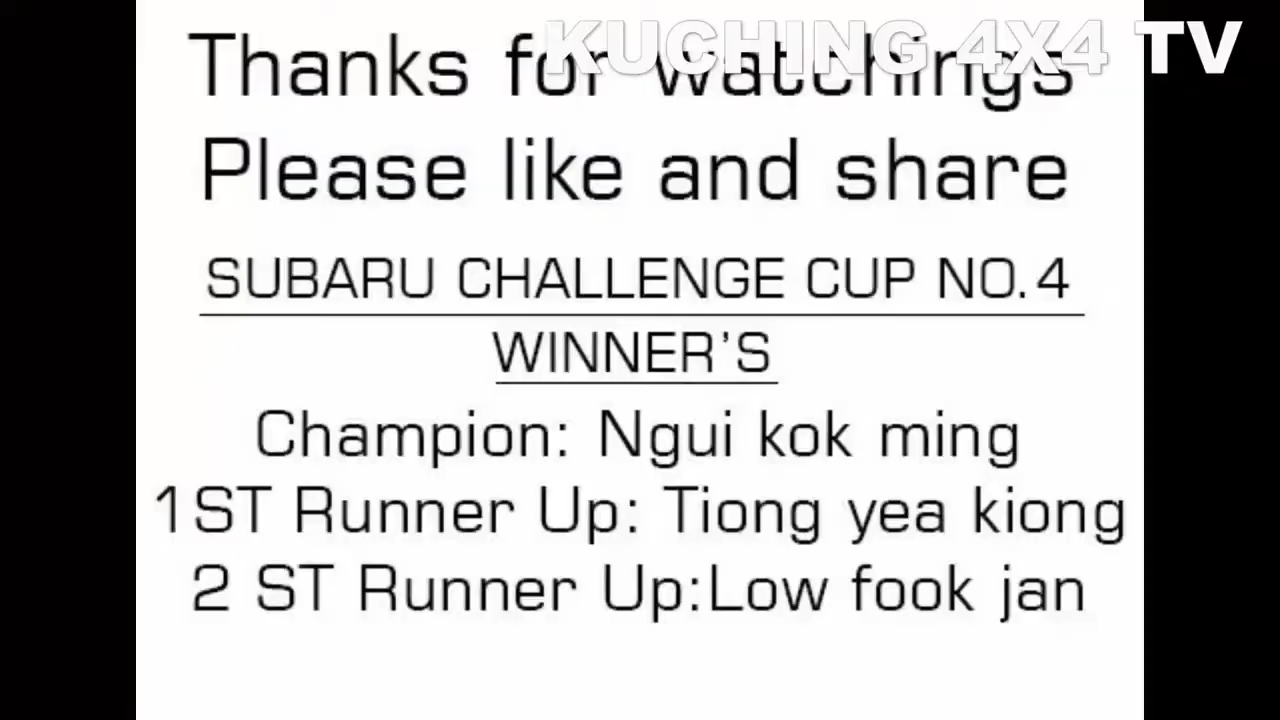 KUCHING 4X4 TV
Thanks for watchings
Please like and share
SUBARU CHALLENGE CUP NO.4
WINNER'S
Champion: Ngui kok ming
1ST Runner Up: Tiong yea kiong
2 ST Runner Up:Low fook jan